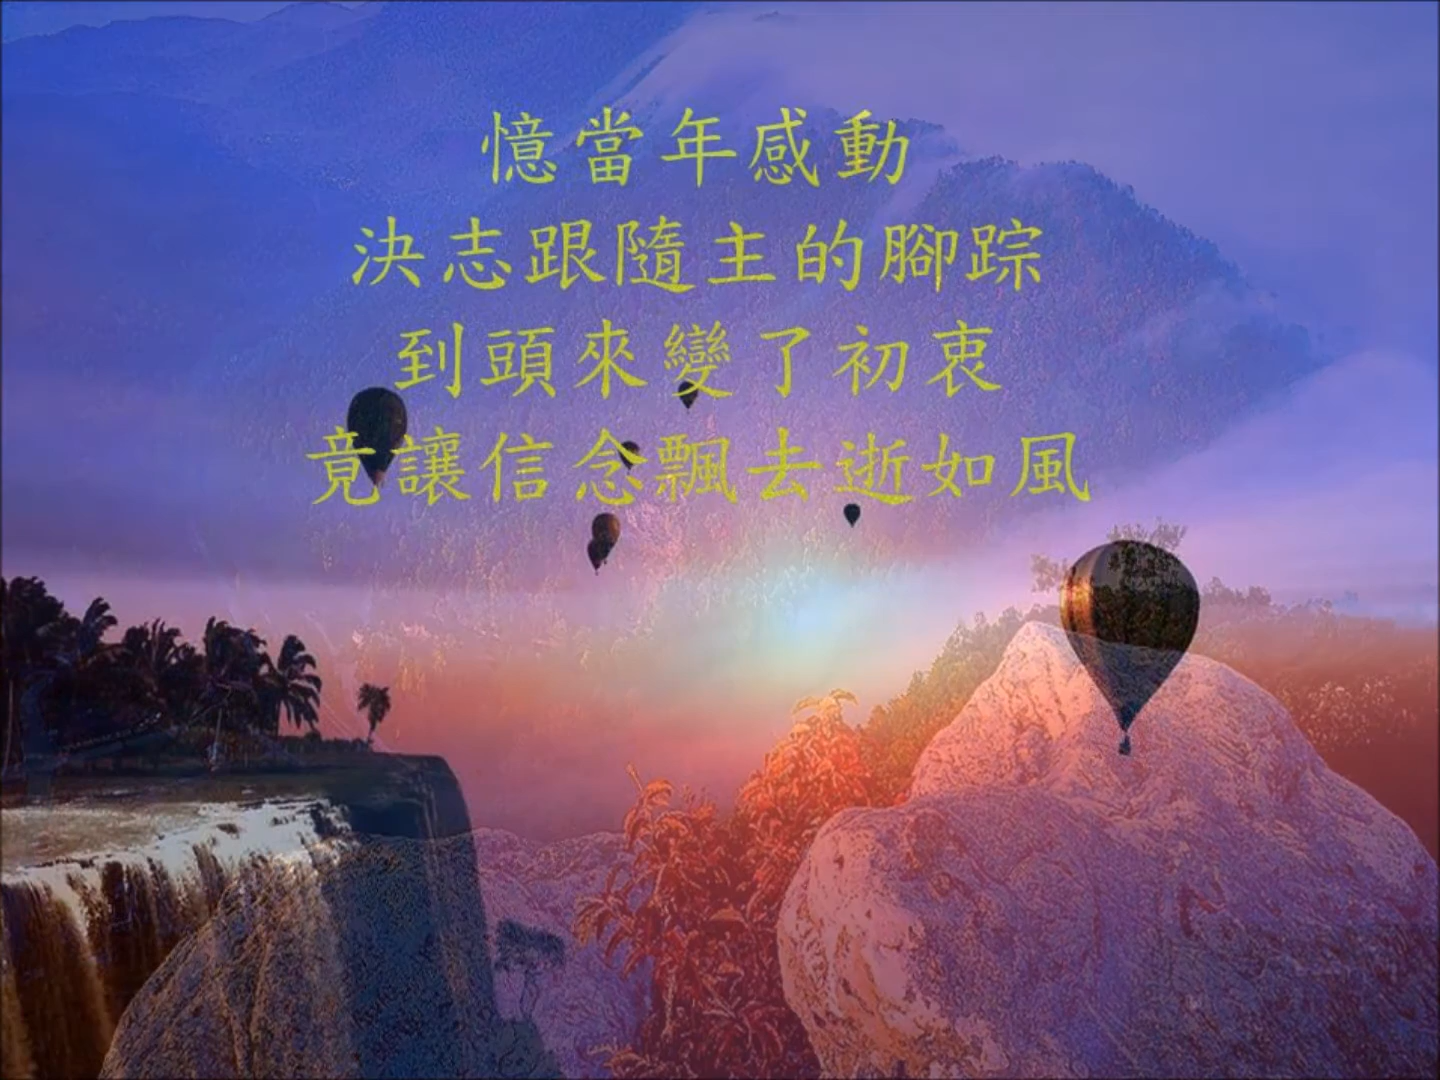 憶當年感動
決志跟隨主的腳踪
到頭來變了初衷
竟讓信念飄去逝如風